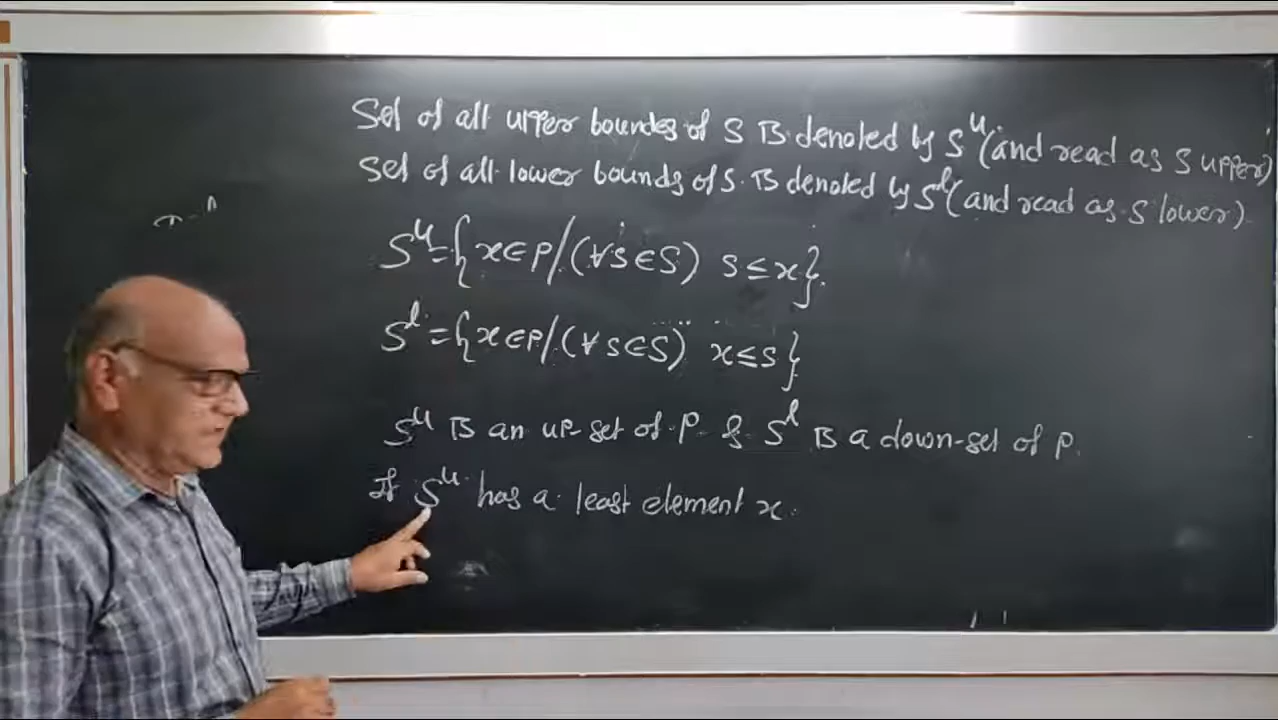 Set of all upper boundes of S is denoted by S^u (and read as S upper)
Set of all lower bounds of S is denoted by S^l (and read as S lower).
S^u = {x∈P/(∀s∈S) s≤x}.
S^l = {x∈P/(∀s∈S) x≤s}
S^u is an up-set of P & S^l is a down-set of P.
If S^u has a least element x.